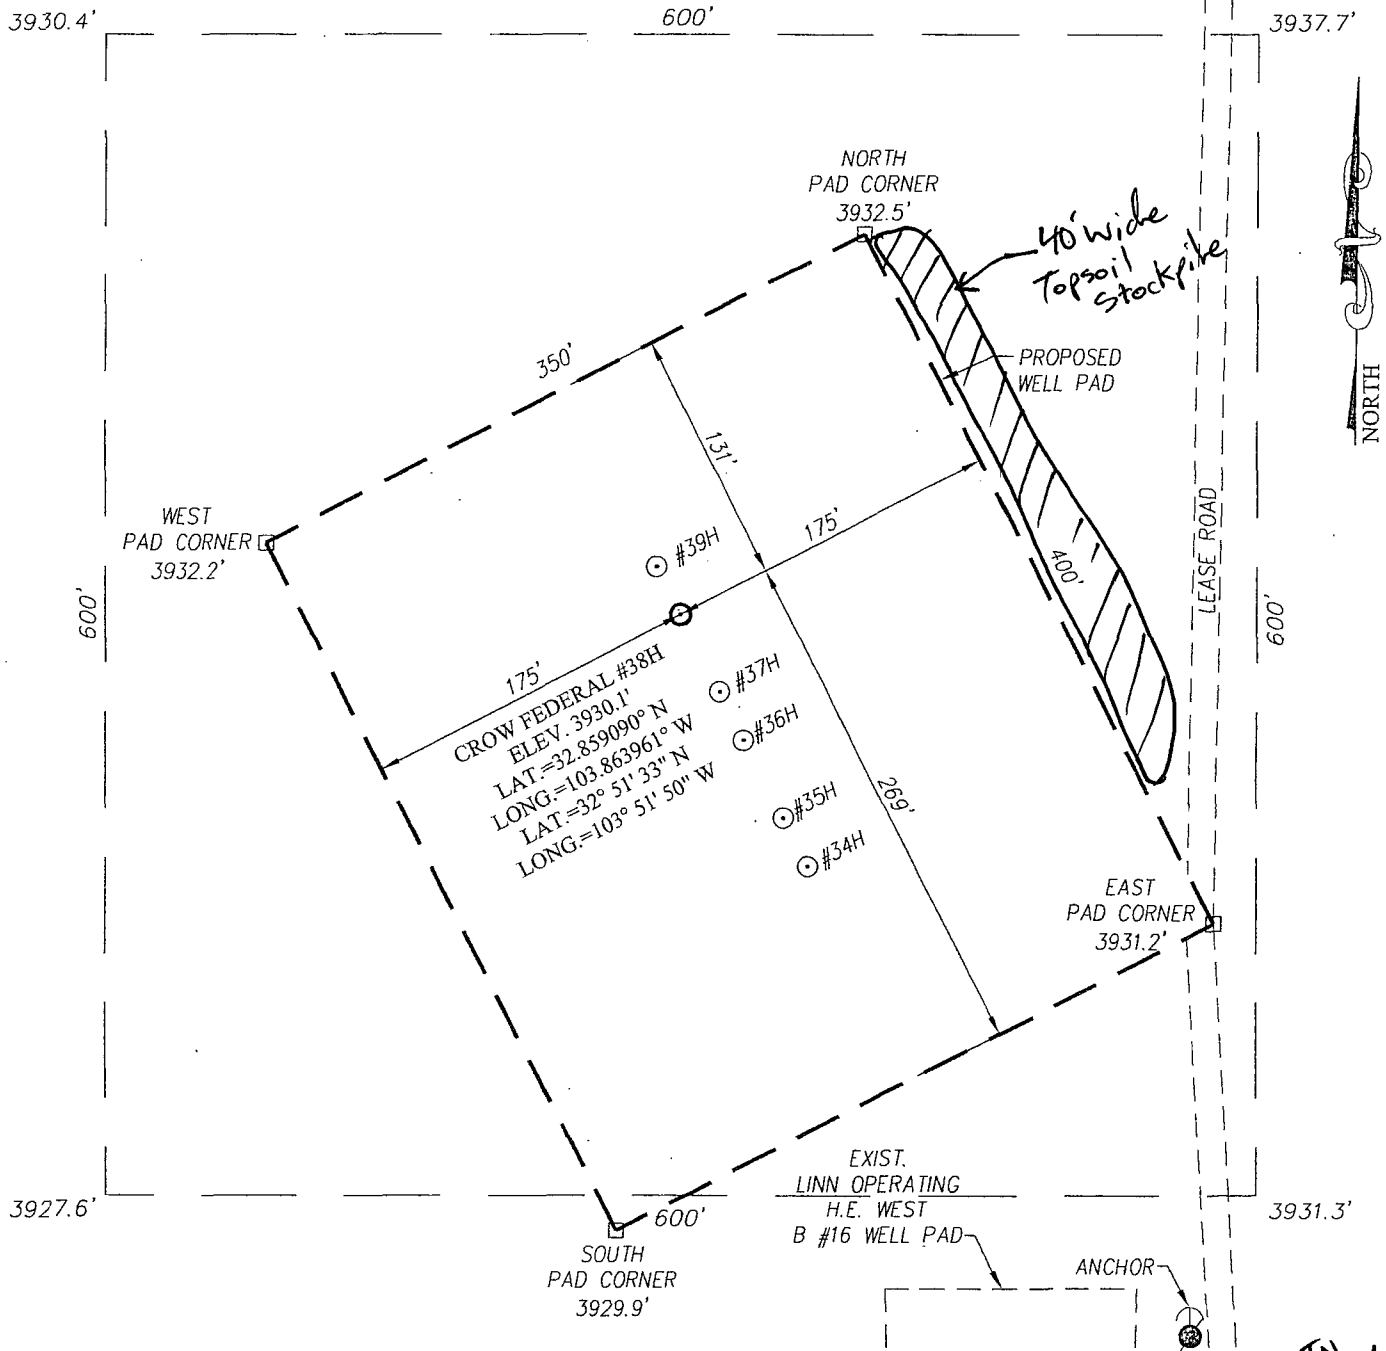 3930.4'
600'
3937.7'
NORTH
PAD CORNER
3932.5'
40' wide
Topsoil
Stockpile
PROPOSED
WELL PAD
NORTH
350'
131'
175'
WEST
PAD CORNER
3932.2'
#39H
400'
LEASE ROAD
600'
600'
175'
CROW FEDERAL #38H
ELEV. 3930.1'
LAT.=32.859090° N
LONG.=103.863961° W
LAT.=32° 51' 33" N
LONG.=103° 51' 50" W
#37H
#36H
#35H
#34H
269'
EAST
PAD CORNER
3931.2'
3927.6'
600'
3931.3'
SOUTH
PAD CORNER
3929.9'
EXIST.
LINN OPERATING
H.E. WEST
B #16 WELL PAD
ANCHOR